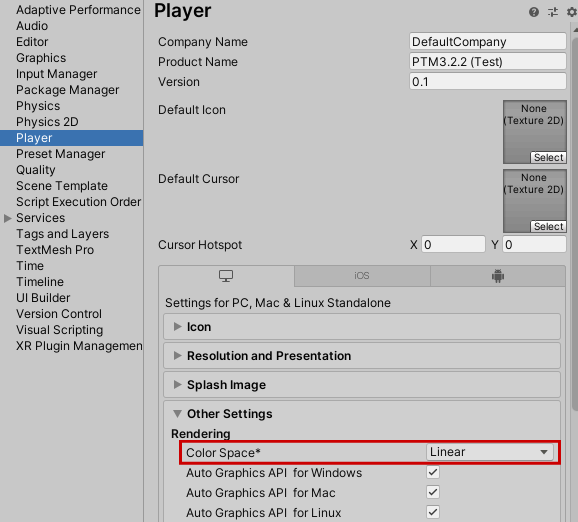 Adaptive Performance
Audio
Editor
Graphics
Input Manager
Package Manager
Physics
Physics 2D
Player
Preset Manager
Quality
Scene Template
Script Execution Order
Services
Tags and Layers
TextMesh Pro
Time
Timeline
UI Builder
Version Control
Visual Scripting
XR Plugin Managemen
Player
Company Name DefaultCompany
Product Name PTM3.2.2 (Test)
Version 0.1
Default Icon
None
(Texture 2D)
Select
Default Cursor
None
(Texture 2D)
Select
Cursor Hotspot X 0 Y 0
iOS
Settings for PC, Mac & Linux Standalone
Icon
Resolution and Presentation
Splash Image
Other Settings
Rendering
Color Space* Linear
Auto Graphics API for Windows
Auto Graphics API for Mac
Auto Graphics API for Linux